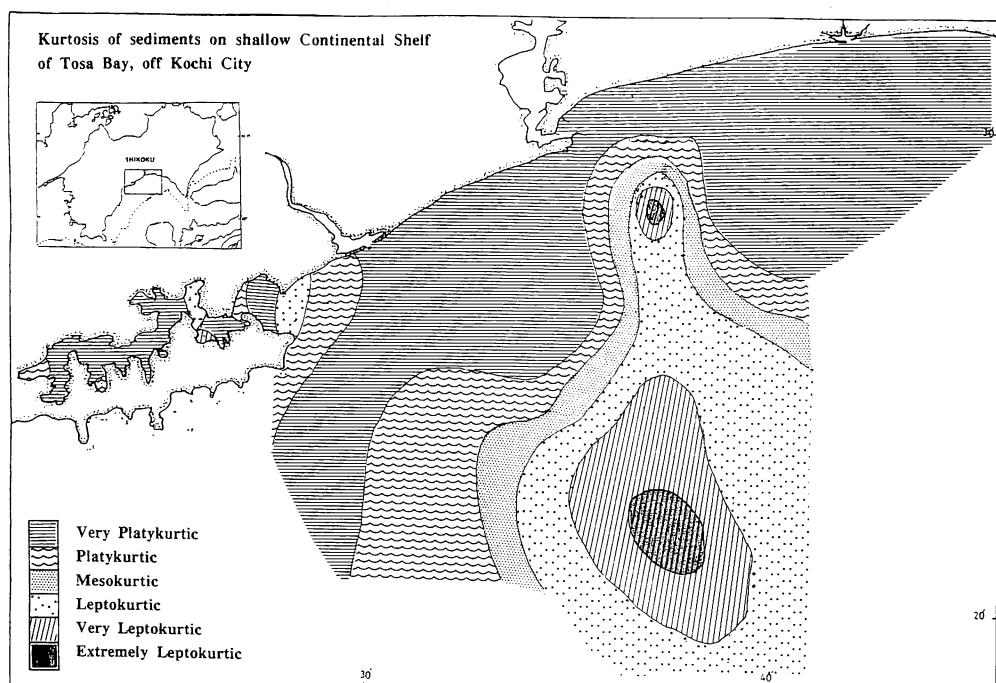 Kurtosis of sediments on shallow Continental Shelf
of Tosa Bay, off Kochi City
SHIKOKU
30'
Very Platykurtic
Platykurtic
Mesokurtic
Leptokurtic
Very Leptokurtic
Extremely Leptokurtic
20'
30'
40'